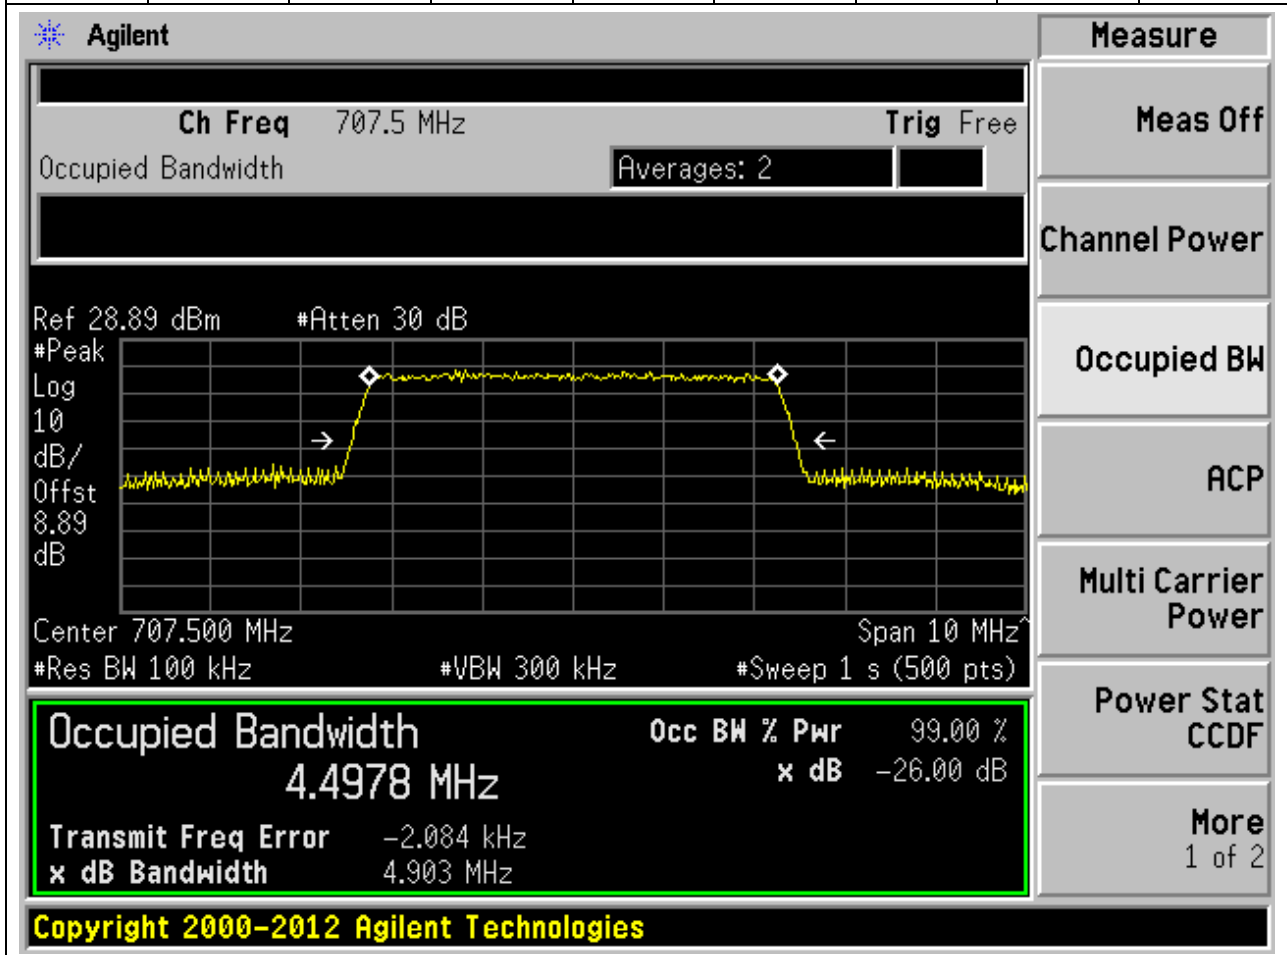 Agilent
Measure
Ch Freq 707.5 MHz Trig Free
Meas Off
Occupied Bandwidth Averages: 2
Channel Power
Ref 28.89 dBm #Atten 30 dB
#Peak
Log
10
dB/
Offst
8.89
dB
Occupied BW
ACP
Center 707.500 MHz Span 10 MHz^
#Res BW 100 kHz #VBW 300 kHz #Sweep 1 s (500 pts)
Multi Carrier
Power
Occupied Bandwidth Occ BW % Pwr 99.00 %
4.4978 MHz x dB -26.00 dB
Power Stat
CCDF
Transmit Freq Error -2.084 kHz
x dB Bandwidth 4.903 MHz
More
1 of 2
Copyright 2000-2012 Agilent Technologies